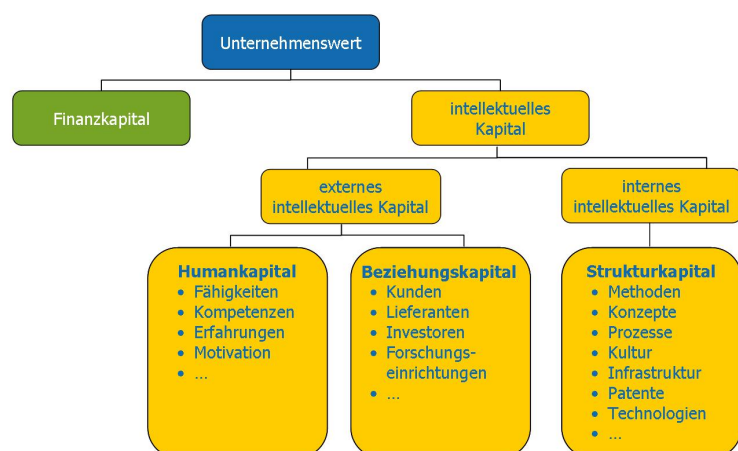 Unternehmenswert
Finanzkapital
intellektuelles
Kapital
externes
intellektuelles Kapital
internes
intellektuelles Kapital
Humankapital
• Fähigkeiten
• Kompetenzen
• Erfahrungen
• Motivation
• ...
Beziehungskapital
• Kunden
• Lieferanten
• Investoren
• Forschungs-
einrichtungen
• ...
Strukturkapital
• Methoden
• Konzepte
• Prozesse
• Kultur
• Infrastruktur
• Patente
• Technologien
• ...